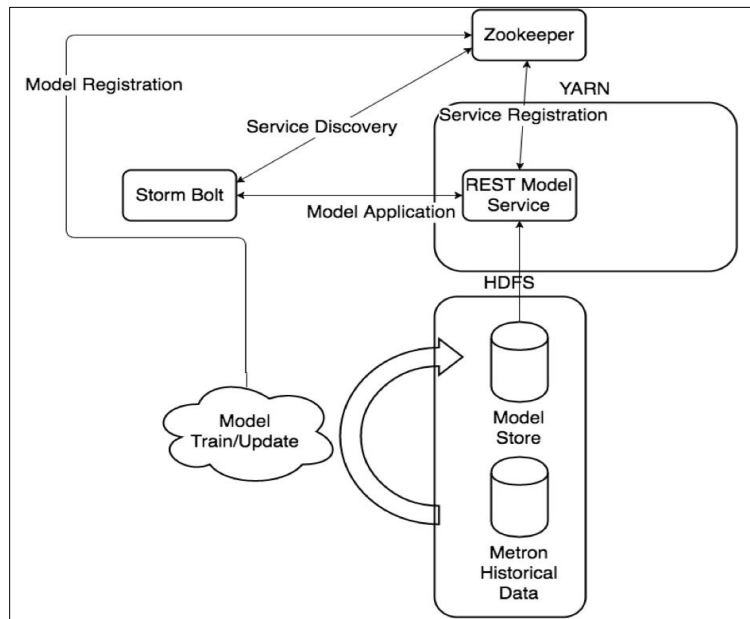 Zookeeper
Model Registration
YARN
Service Registration
Service Discovery
Storm Bolt
REST Model
Service
Model Application
HDFS
Model
Store
Model
Train/Update
Metron
Historical
Data